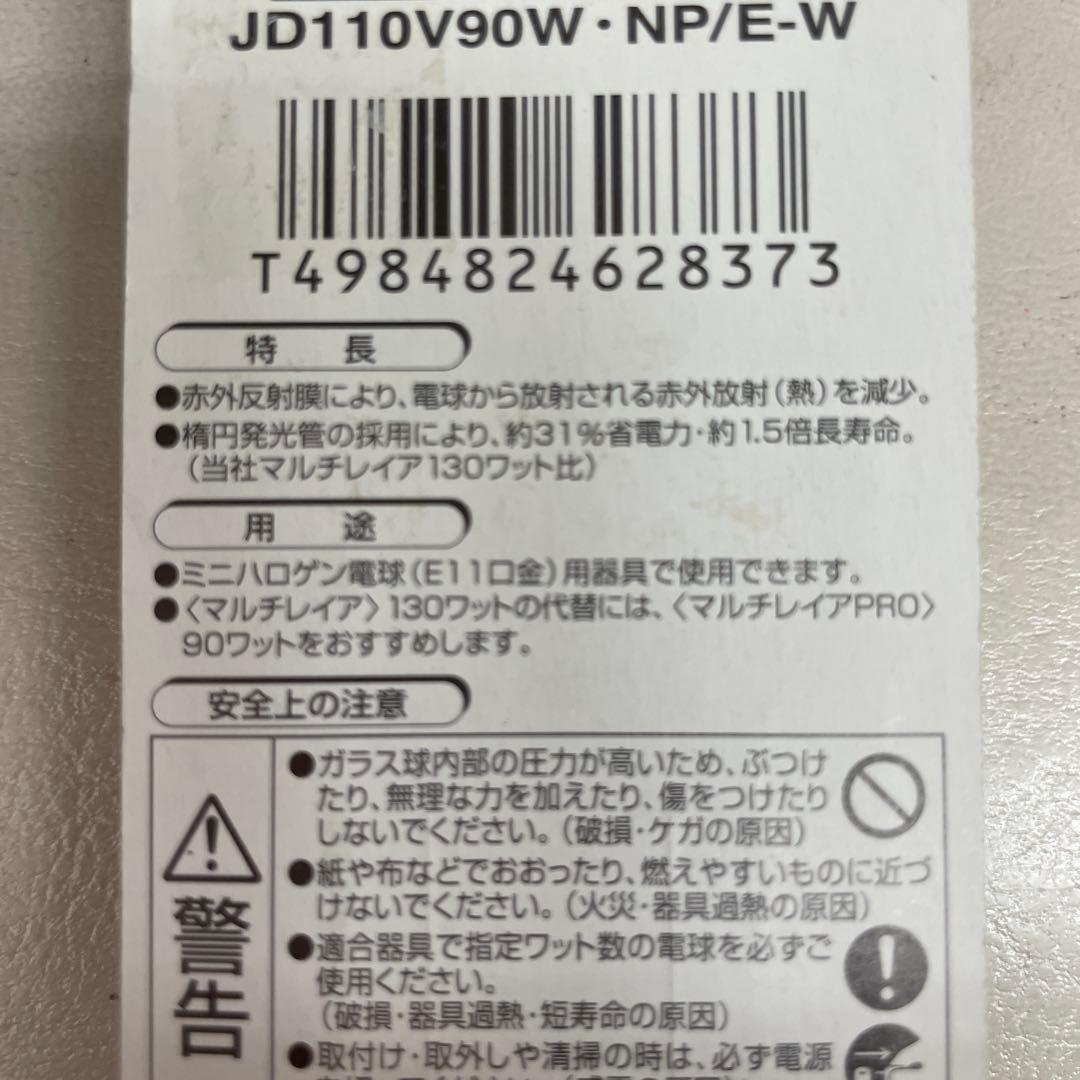 JD110V90W・NP/E-W
T4984824628373
特 長
●赤外反射膜により、電球から放射される赤外放射（熱）を減少。
●楕円発光管の採用により、約31％省電力・約1.5倍長寿命。
（当社マルチレイア130ワット比）
用 途
●ミニハロゲン電球（E11口金）用器具で使用できます。
●〈マルチレイア〉130ワットの代替には、〈マルチレイアPRO〉
90ワットをおすすめします。
安全上の注意
警告
●ガラス球内部の圧力が高いため、ぶつけ
たり、無理な力を加えたり、傷をつけたり
しないでください。（破損・ケガの原因）
●紙や布などでおおったり、燃えやすいものに近づ
けないでください。（火災・器具過熱の原因）
●適合器具で指定ワット数の電球を必ずご
使用ください。
（破損・器具過熱・短寿命の原因）
●取付け・取外しや清掃の時は、必ず電源